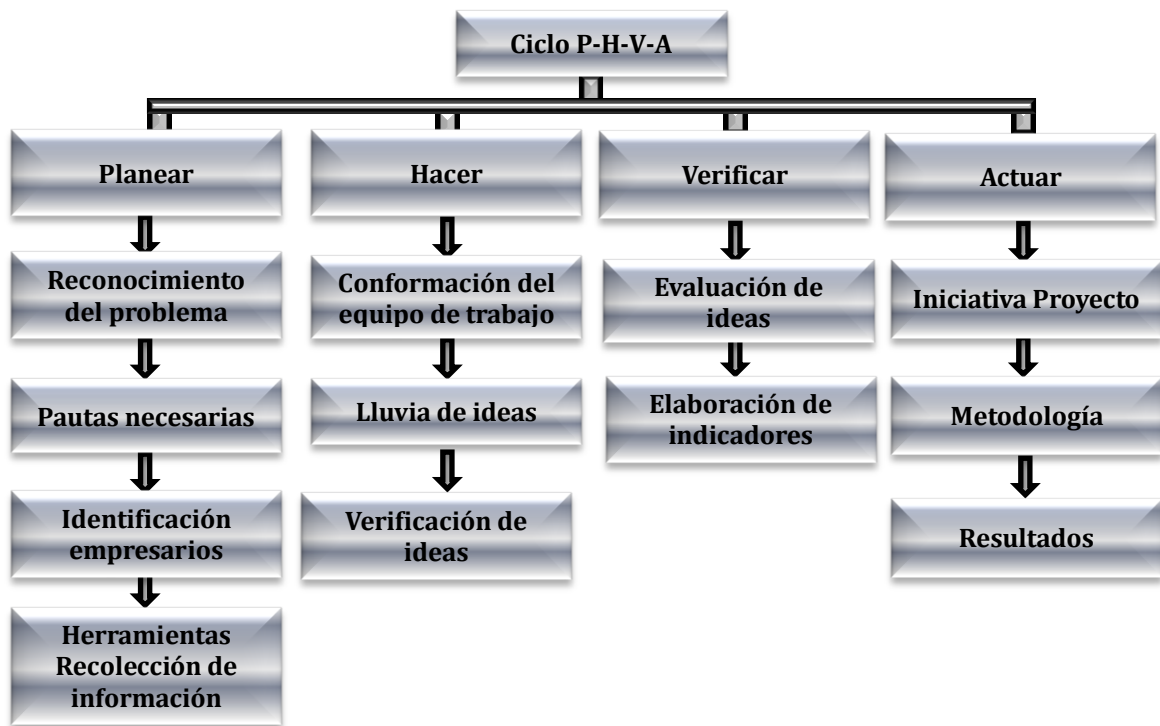 Ciclo P-H-V-A
Planear
Hacer
Verificar
Actuar
Reconocimiento
del problema
Conformación del
equipo de trabajo
Evaluación de
ideas
Iniciativa Proyecto
Pautas necesarias
Lluvia de ideas
Elaboración de
indicadores
Metodología
Identificación
empresarios
Verificación de
ideas
Resultados
Herramientas
Recolección de
información